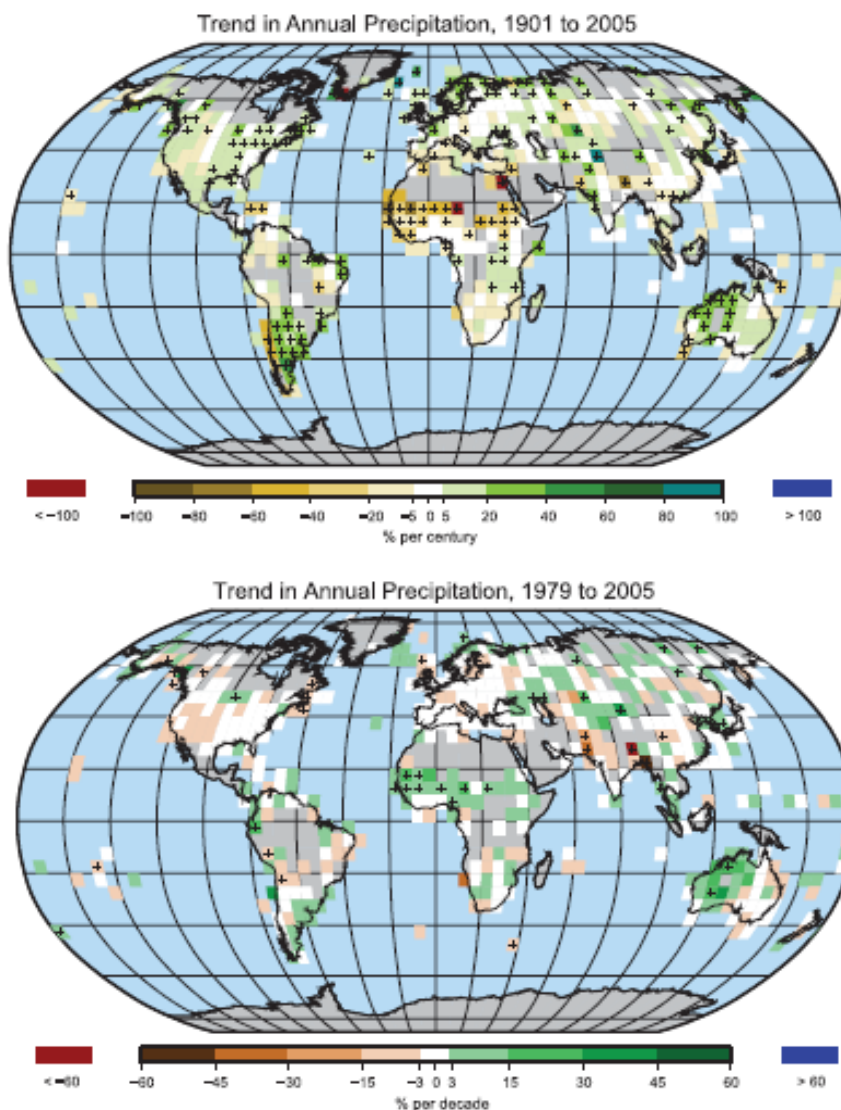 Trend in Annual Precipitation, 1901 to 2005
< −100
−100 −80 −60 −40 −20 −5 0 5 20 40 60 80 100
> 100
% per century
Trend in Annual Precipitation, 1979 to 2005
< −60
−60 −45 −30 −15 −3 0 3 15 30 45 60
> 60
% per decade